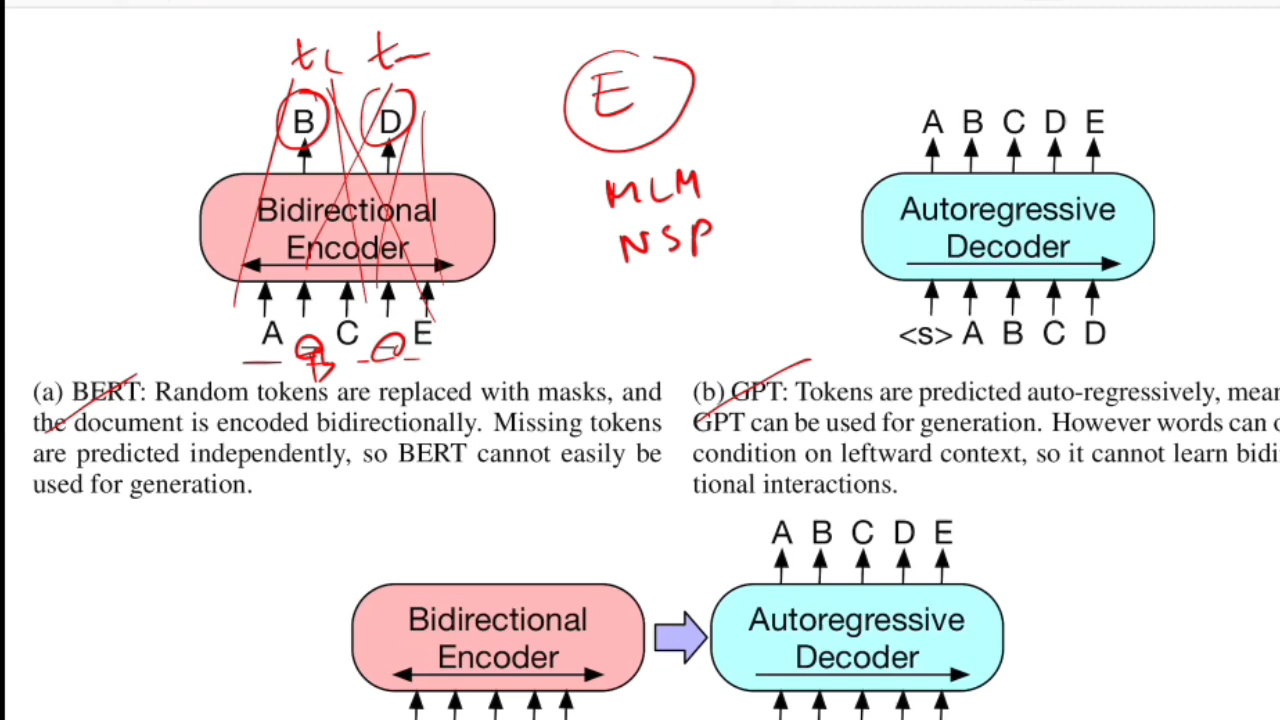 t
t
B D
E
MLM
NSP
Bidirectional
Encoder
A _ C _ E
(a) BERT: Random tokens are replaced with masks, and
the document is encoded bidirectionally. Missing tokens
are predicted independently, so BERT cannot easily be
used for generation.
A B C D E
Autoregressive
Decoder
<s> A B C D
(b) GPT: Tokens are predicted auto-regressively, mean
GPT can be used for generation. However words can o
condition on leftward context, so it cannot learn bidi
tional interactions.
Bidirectional
Encoder
A B C D E
Autoregressive
Decoder